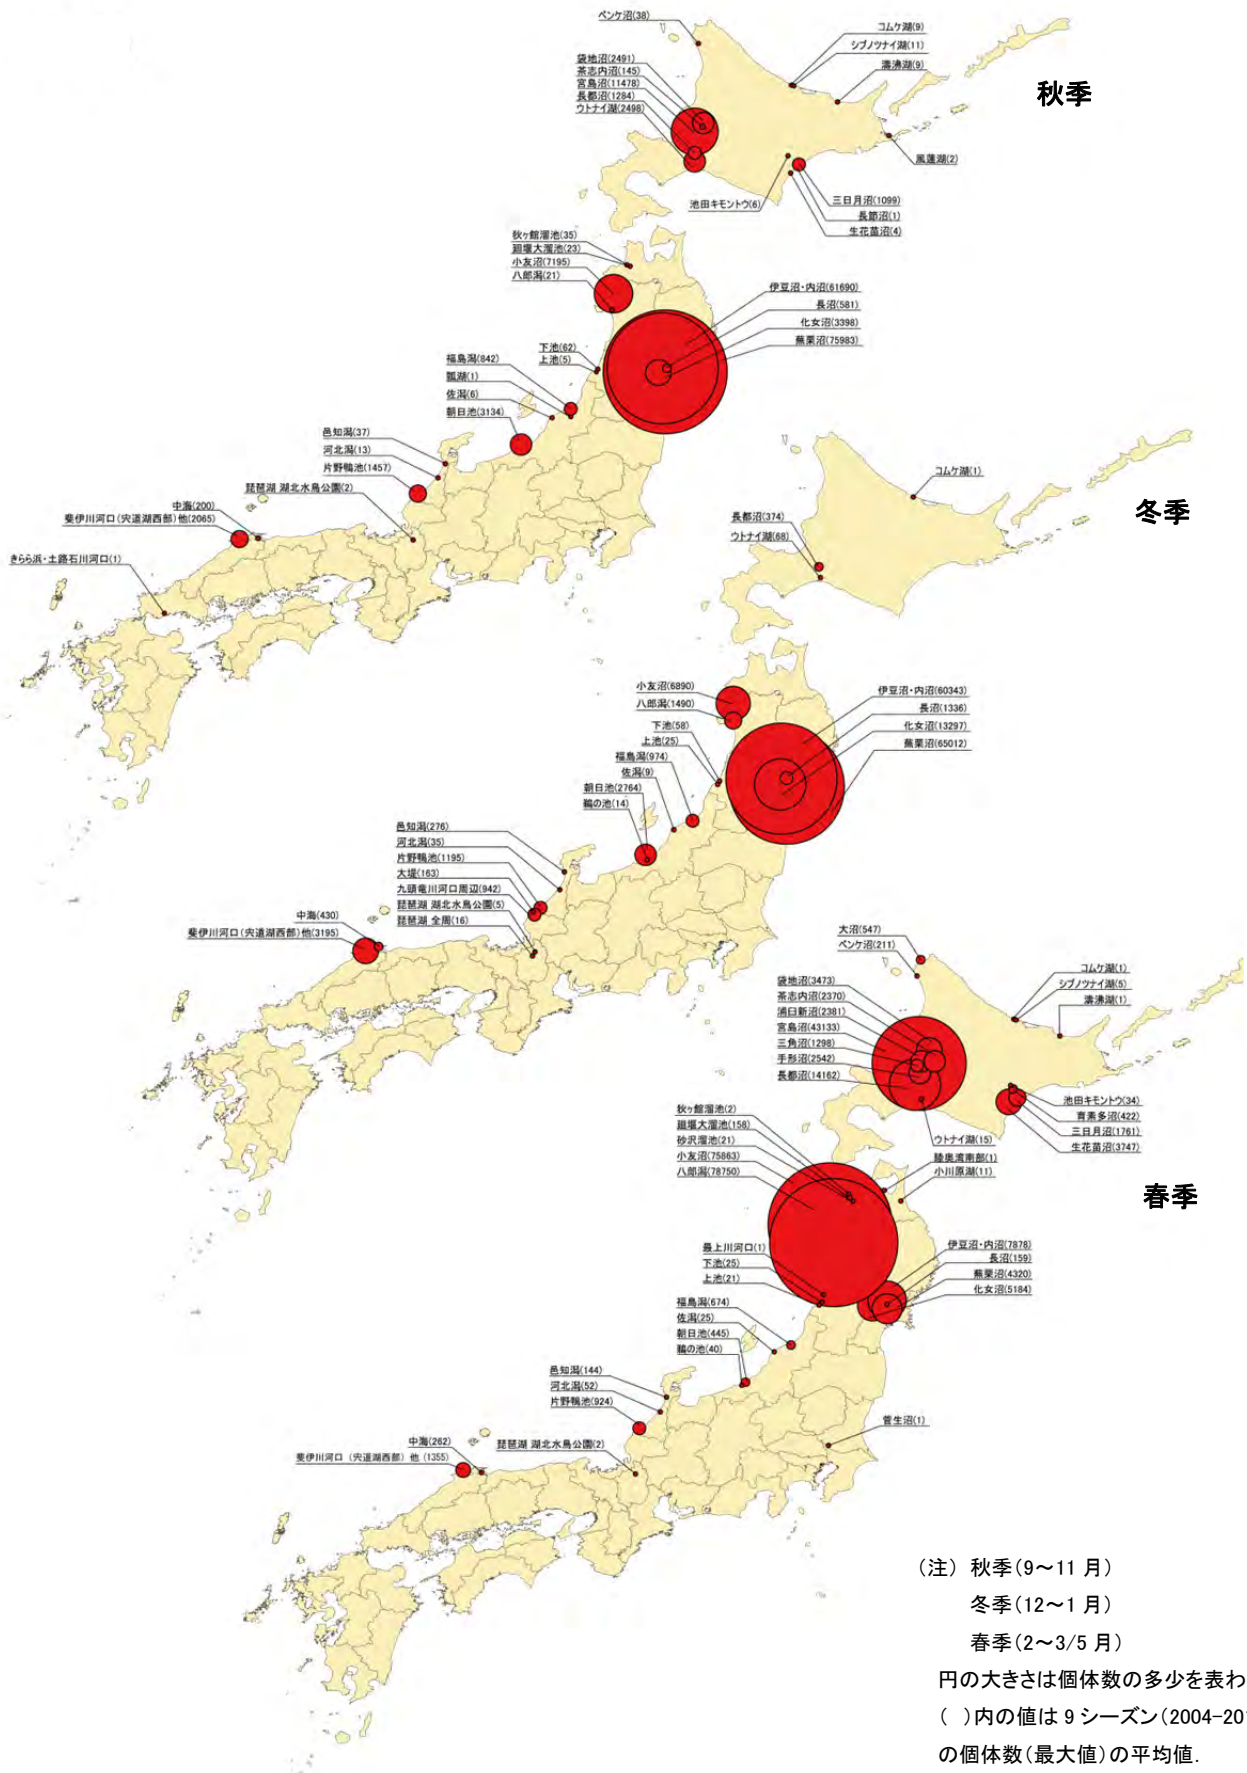 秋季
ペンケ沼(38)
コムケ湖(9)
シブノツナイ湖(11)
濤沸湖(9)
袋地沼(2491)
茶志内沼(145)
宮島沼(11478)
長都沼(1284)
ウトナイ湖(2498)
風蓮湖(2)
池田キモントウ(6)
三日月沼(1099)
長節沼(1)
生花苗沼(4)
秋ヶ館溜池(35)
廻堰大溜池(23)
小友沼(7195)
八郎潟(21)
伊豆沼・内沼(61690)
長沼(581)
化女沼(3398)
蕪栗沼(75983)
下池(62)
上池(5)
福島潟(842)
瓢湖(1)
佐潟(6)
朝日池(3134)
邑知潟(37)
河北潟(13)
片野鴨池(1457)
琵琶湖 湖北水鳥公園(2)
中海(200)
斐伊川河口(宍道湖西部)他(2065)
きらら浜・土路石川河口(1)
冬季
コムケ湖(1)
長都沼(374)
ウトナイ湖(68)
小友沼(6890)
八郎潟(1490)
伊豆沼・内沼(60343)
長沼(1336)
化女沼(13297)
蕪栗沼(65012)
下池(58)
上池(25)
福島潟(974)
佐潟(9)
朝日池(2764)
鵜の池(14)
邑知潟(276)
河北潟(35)
片野鴨池(1195)
大堤(163)
九頭竜川河口周辺(942)
琵琶湖 湖北水鳥公園(5)
琵琶湖 全周(16)
中海(430)
斐伊川河口(宍道湖西部)他(3195)
春季
大沼(547)
ペンケ沼(211)
コムケ湖(1)
シブノツナイ湖(5)
濤沸湖(1)
袋地沼(3473)
茶志内沼(2370)
浦臼新沼(2381)
宮島沼(43133)
三角沼(1298)
手形沼(2542)
長都沼(14162)
池田キモントウ(34)
育素多沼(422)
三日月沼(1761)
生花苗沼(3747)
ウトナイ湖(15)
秋ヶ館溜池(2)
廻堰大溜池(158)
砂沢溜池(21)
小友沼(75863)
八郎潟(78750)
陸奥湾南部(1)
小川原湖(11)
伊豆沼・内沼(7878)
長沼(159)
蕪栗沼(4320)
化女沼(5184)
最上川河口(1)
下池(25)
上池(21)
福島潟(674)
佐潟(25)
朝日池(445)
鵜の池(40)
邑知潟(144)
河北潟(52)
片野鴨池(924)
菅生沼(1)
中海(262)
琵琶湖 湖北水鳥公園(2)
斐伊川河口 (宍道湖西部) 他 (1355)
(注) 秋季(9～11 月)
冬季(12～1 月)
春季(2～3/5 月)
円の大きさは個体数の多少を表わ
( )内の値は 9 シーズン(2004-20
の個体数(最大値)の平均値.